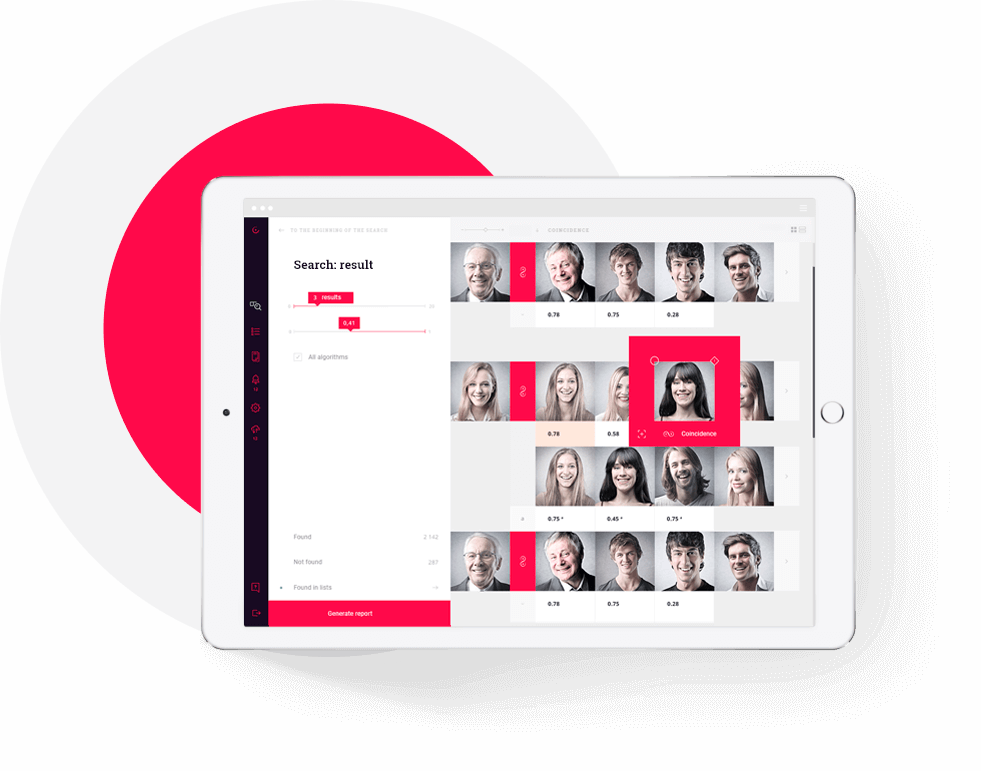 TO THE BEGINNING OF THE SEARCH
COINCIDENCE
Search: result
3 results
0,41
All algorithms
0.78 0.75 0.28
0.78 0.58
Coincidence
0.75 * 0.45 * 0.75 *
Found 2 142
Not found 287
Found in lists
0.78 0.75 0.28
Generate report